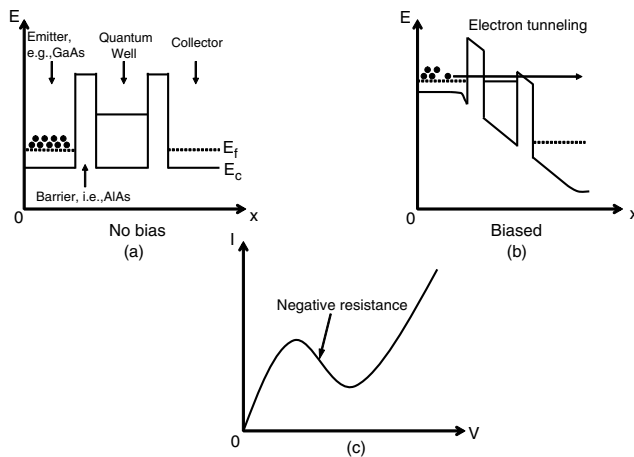 E
Emitter,
e.g.,GaAs
Quantum
Well
Collector
E_f
E_c
Barrier, i.e.,AlAs
0
x
No bias
(a)
E
Electron tunneling
0
x
Biased
(b)
I
Negative resistance
0
V
(c)